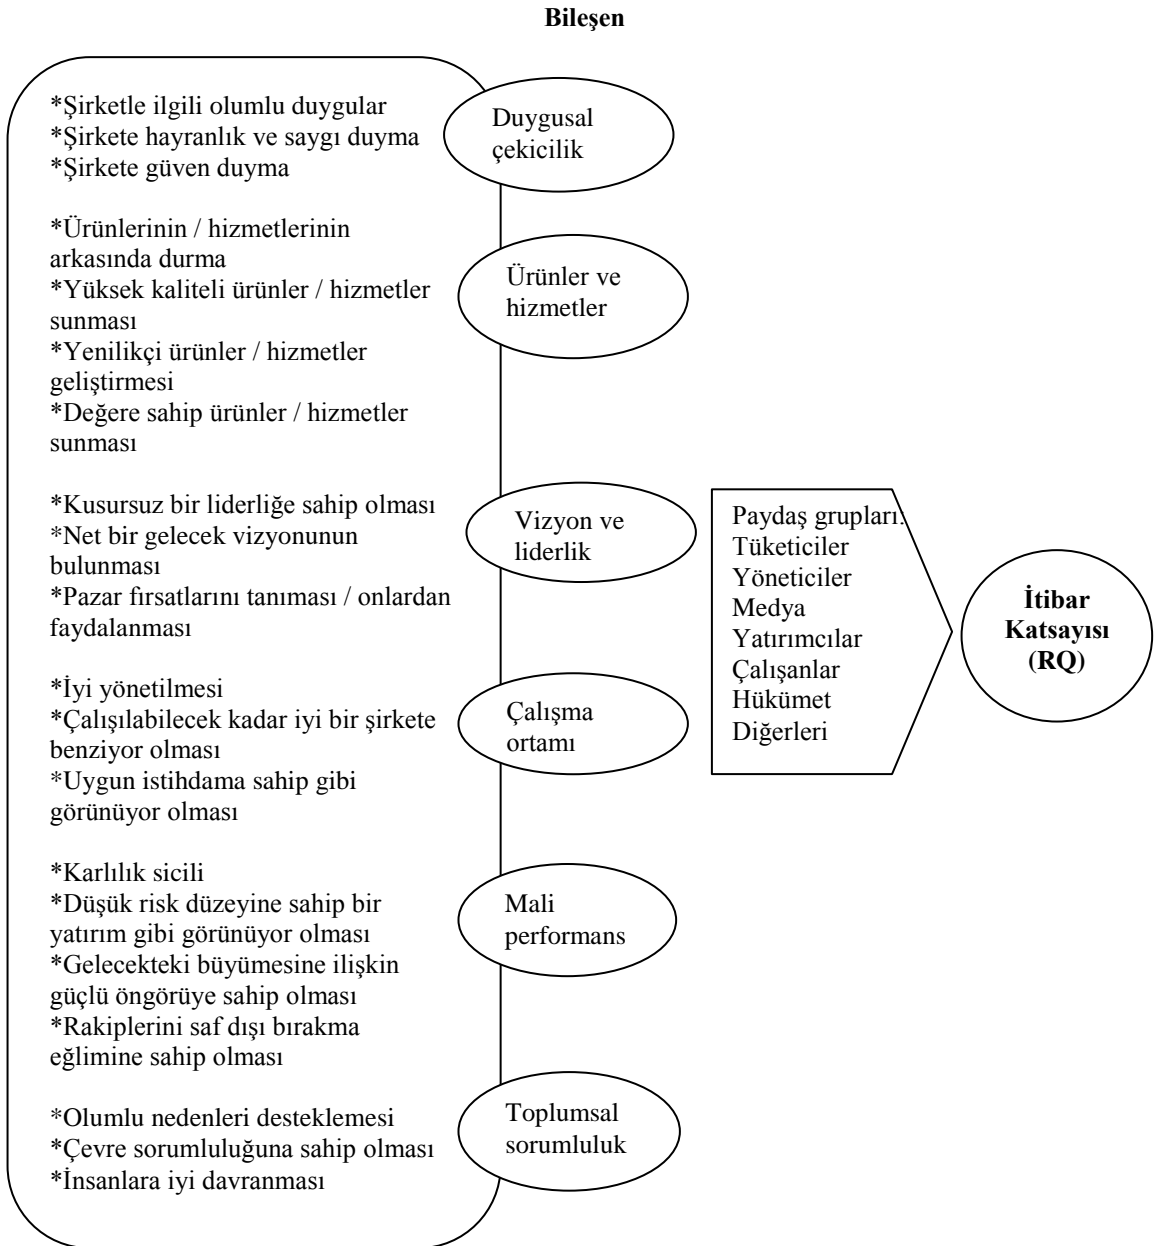 Bileşen
*Şirketle ilgili olumlu duygular
*Şirkete hayranlık ve saygı duyma
*Şirkete güven duyma
Duygusal
çekicilik
*Ürünlerinin / hizmetlerinin
arkasında durma
*Yüksek kaliteli ürünler / hizmetler
sunması
*Yenilikçi ürünler / hizmetler
geliştirmesi
*Değere sahip ürünler / hizmetler
sunması
Ürünler ve
hizmetler
*Kusursuz bir liderliğe sahip olması
*Net bir gelecek vizyonunun
bulunması
*Pazar fırsatlarını tanıması / onlardan
faydalanması
Vizyon ve
liderlik
*İyi yönetilmesi
*Çalışılabilecek kadar iyi bir şirkete
benziyor olması
*Uygun istihdama sahip gibi
görünüyor olması
Çalışma
ortamı
*Karlılık sicili
*Düşük risk düzeyine sahip bir
yatırım gibi görünüyor olması
*Gelecekteki büyümesine ilişkin
güçlü öngörüye sahip olması
*Rakiplerini saf dışı bırakma
eğlimine sahip olması
Mali
performans
*Olumlu nedenleri desteklemesi
*Çevre sorumluluğuna sahip olması
*İnsanlara iyi davranması
Toplumsal
sorumluluk
Paydaş grupları:
Tüketiciler
Yöneticiler
Medya
Yatırımcılar
Çalışanlar
Hükümet
Diğerleri
İtibar
Katsayısı
(RQ)